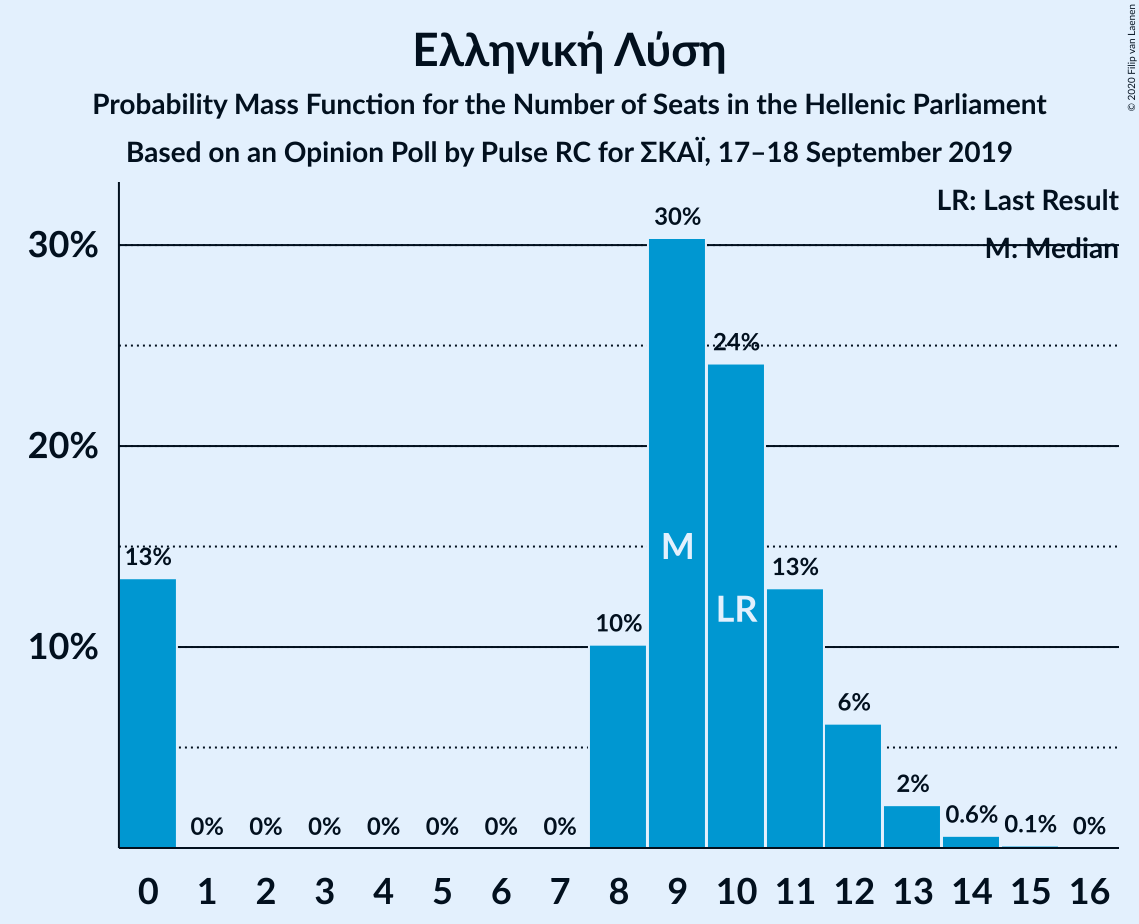 Ελληνική Λύση
Probability Mass Function for the Number of Seats in the Hellenic Parliament
Based on an Opinion Poll by Pulse RC for ΣΚΑΪ, 17–18 September 2019
© 2020 Filip van Laenen
LR: Last Result
M: Median
30%
20%
10%
13%
0%
0%
0%
0%
0%
0%
0%
10%
30%
24%
13%
6%
2%
0.6%
0.1%
0%
M
LR
0 1 2 3 4 5 6 7 8 9 10 11 12 13 14 15 16